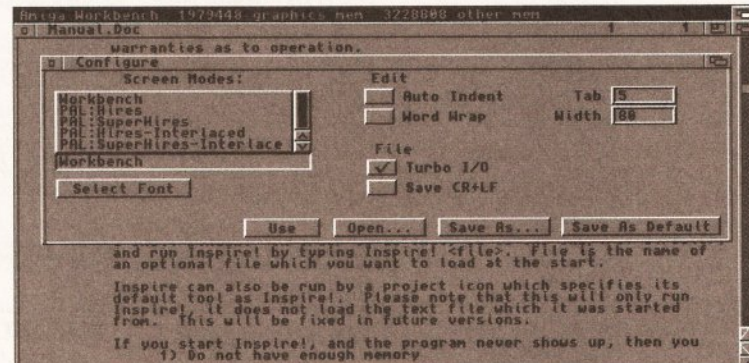 Amiga Workbench 1979448 graphics mem 3228808 other mem
Manual.Doc 1 1
warranties as to operation.
Configure
Screen Modes:
Workbench
PAL:Hires
PAL:SuperHires
PAL:Hires-Interlaced
PAL:SuperHires-Interlace
Workbench
Select Font
Edit
Auto Indent
Word Wrap
Tab 5
Width 80
File
Turbo I/O
Save CR+LF
Use Open... Save As... Save As Default
and run Inspire! by typing Inspire! <file>. File is the name of
an optional file which you want to load at the start.
Inspire can also be run by a project icon which specifies its
default tool as Inspire!. Please note that this will only run
Inspire!, it does not load the text file which it was started
from. This will be fixed in future versions.
If you start Inspire!, and the program never shows up, then you
1) Do not have enough memory